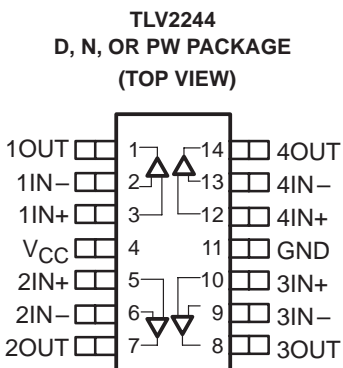 TLV2244
D, N, OR PW PACKAGE
(TOP VIEW)
1OUT 1 14 4OUT
1IN– 2 13 4IN–
1IN+ 3 12 4IN+
VCC 4 11 GND
2IN+ 5 10 3IN+
2IN– 6 9 3IN–
2OUT 7 8 3OUT